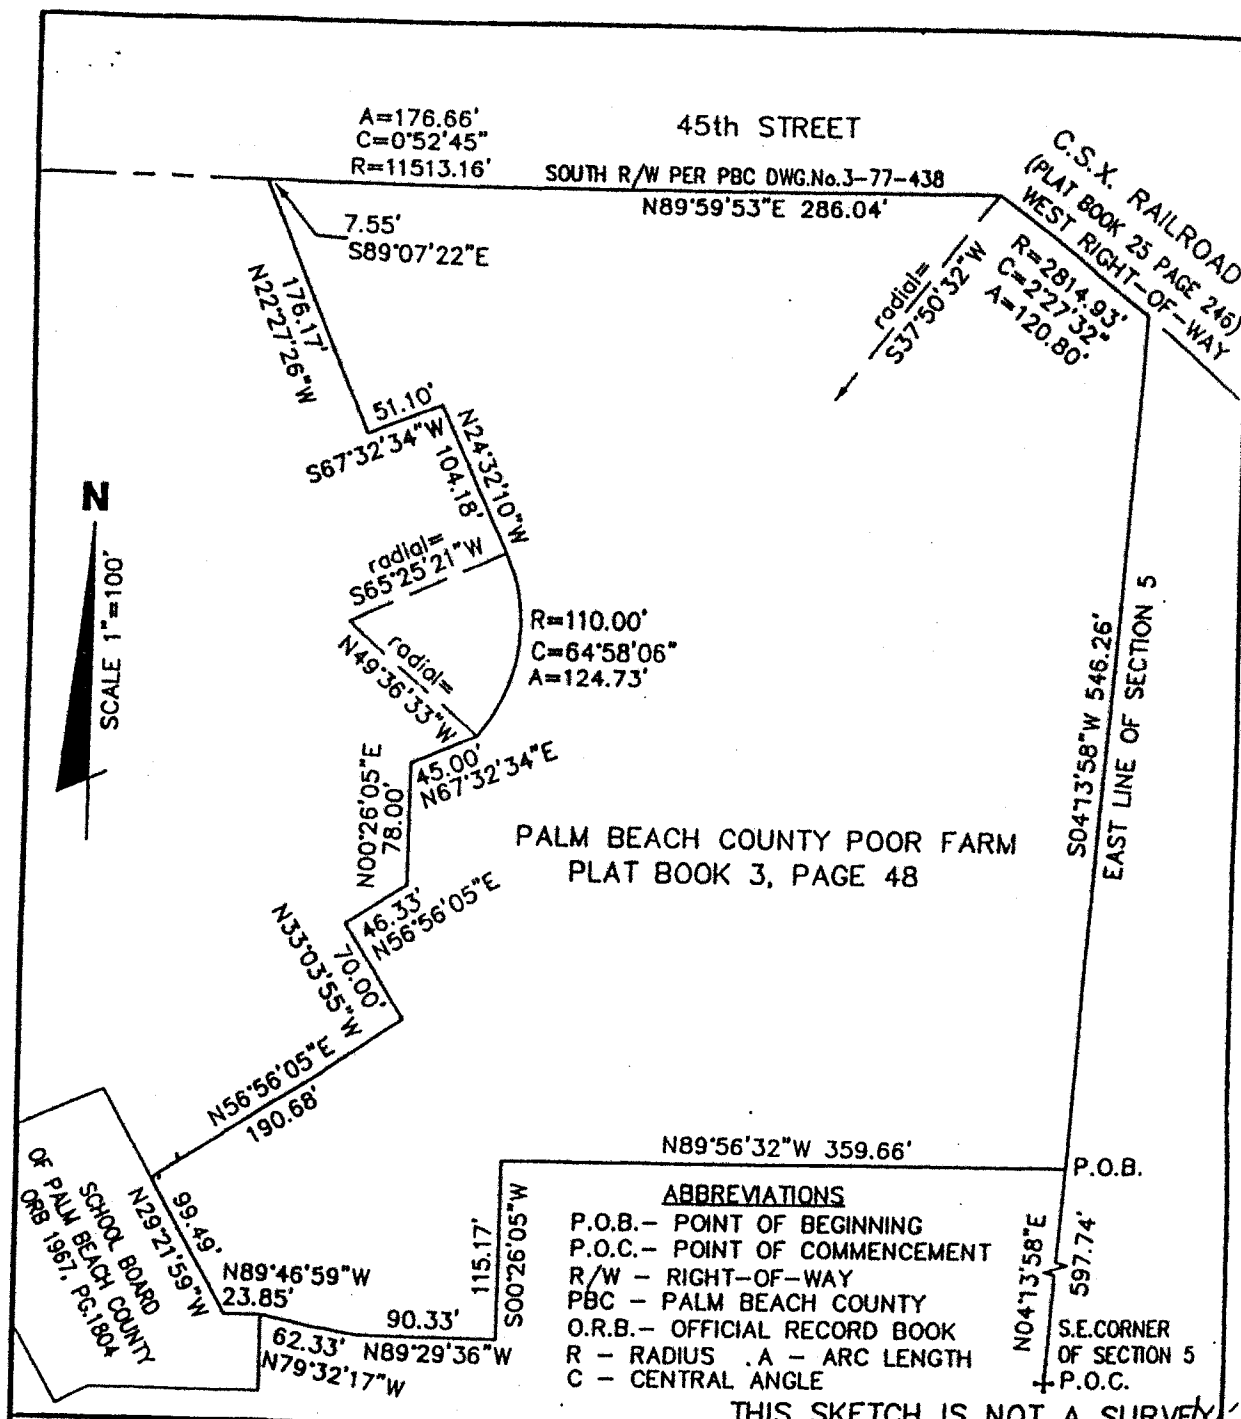 A=176.66'
C=0°52'45"
R=11513.16'
45th STREET
SOUTH R/W PER PBC DWG.No.3-77-438
N89°59'53"E 286.04'
C.S.X. RAILROAD
(PLAT BOOK 25 PAGE 246)
WEST RIGHT-OF-WAY
R=2814.93'
C=2°27'32"
A=120.80'
radial=
S37°50'32"W
7.55'
S89°07'22"E
176.17'
N22°27'26"W
51.10'
S67°32'34"W
N24°32'10"W
104.18'
radial=
S65°25'21"W
radial=
N49°36'33"W
R=110.00'
C=64°58'06"
A=124.73'
N
SCALE 1"=100'
45.00'
N67°32'34"E
N00°26'05"E
78.00'
S04°13'58"W 546.26'
EAST LINE OF SECTION 5
PALM BEACH COUNTY POOR FARM
PLAT BOOK 3, PAGE 48
46.33'
N56°56'05"E
70.00'
N33°03'55"W
N56°56'05"E
190.68'
N89°56'32"W 359.66'
P.O.B.
SCHOOL BOARD
OF PALM BEACH COUNTY
ORB 1967, PG.1804
99.49'
N29°21'59"W
N89°46'59"W
23.85'
62.33'
N79°32'17"W
90.33'
N89°29'36"W
115.17'
S00°26'05"W
ABBREVIATIONS
P.O.B.- POINT OF BEGINNING
P.O.C.- POINT OF COMMENCEMENT
R/W - RIGHT-OF-WAY
PBC - PALM BEACH COUNTY
O.R.B.- OFFICIAL RECORD BOOK
R - RADIUS . A - ARC LENGTH
C - CENTRAL ANGLE
N04°13'58"E
597.74'
S.E.CORNER
OF SECTION 5
P.O.C.
THIS SKETCH IS NOT A SURVEY